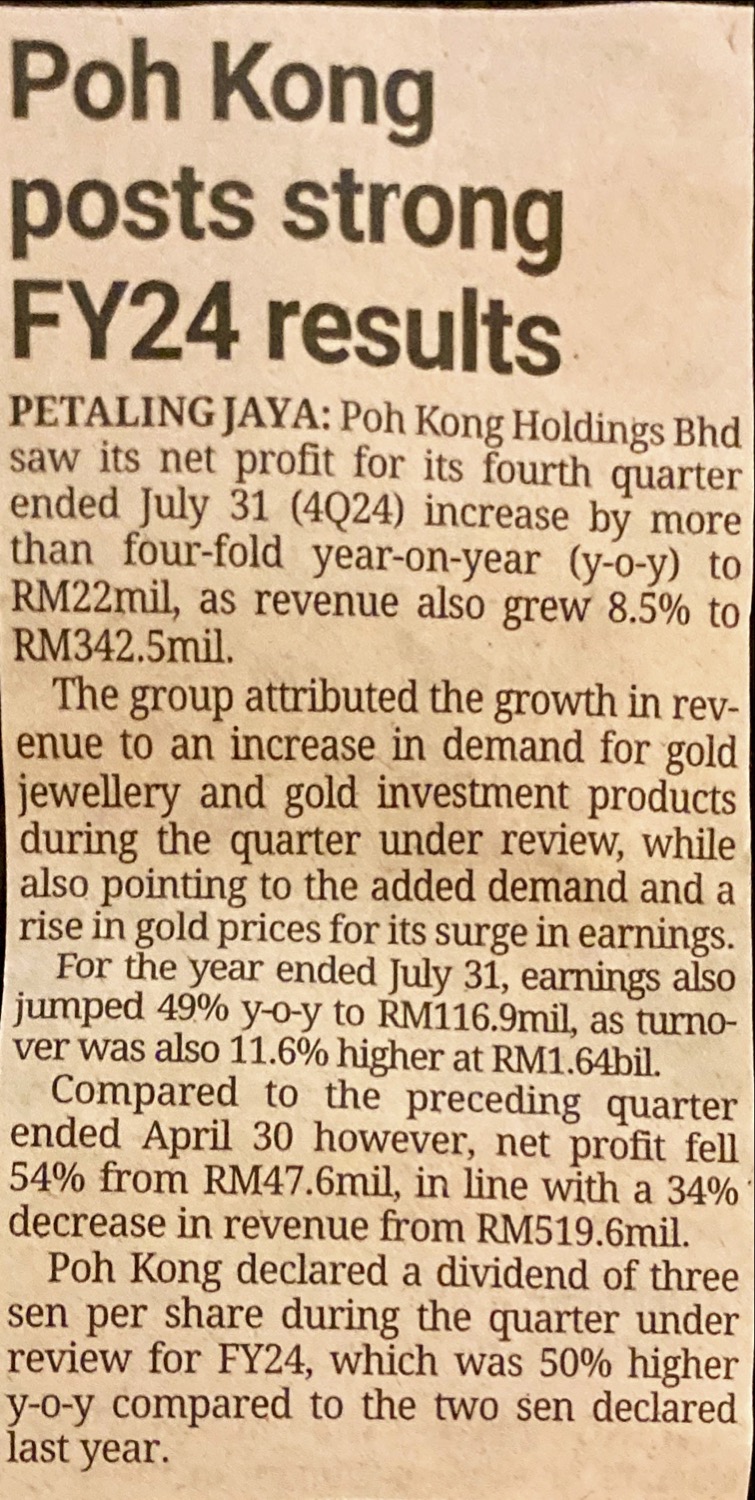 Poh Kong
posts strong
FY24 results
PETALING JAYA: Poh Kong Holdings Bhd
saw its net profit for its fourth quarter
ended July 31 (4Q24) increase by more
than four-fold year-on-year (y-o-y) to
RM22mil, as revenue also grew 8.5% to
RM342.5mil.
The group attributed the growth in rev-
enue to an increase in demand for gold
jewellery and gold investment products
during the quarter under review, while
also pointing to the added demand and a
rise in gold prices for its surge in earnings.
For the year ended July 31, earnings also
jumped 49% y-o-y to RM116.9mil, as turno-
ver was also 11.6% higher at RM1.64bil.
Compared to the preceding quarter
ended April 30 however, net profit fell
54% from RM47.6mil, in line with a 34%
decrease in revenue from RM519.6mil.
Poh Kong declared a dividend of three
sen per share during the quarter under
review for FY24, which was 50% higher
y-o-y compared to the two sen declared
last year.